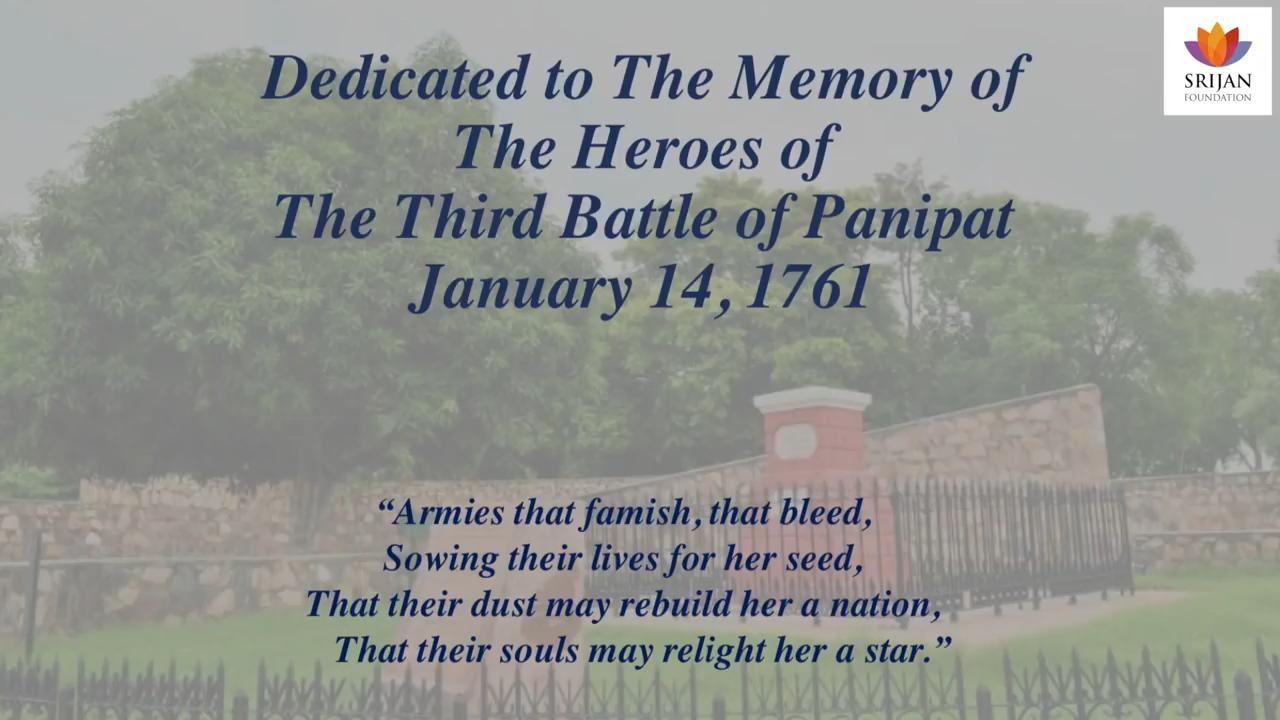 Dedicated to The Memory of
The Heroes of
The Third Battle of Panipat
January 14, 1761
SRIJAN
FOUNDATION
“Armies that famish, that bleed,
Sowing their lives for her seed,
That their dust may rebuild her a nation,
That their souls may relight her a star.”